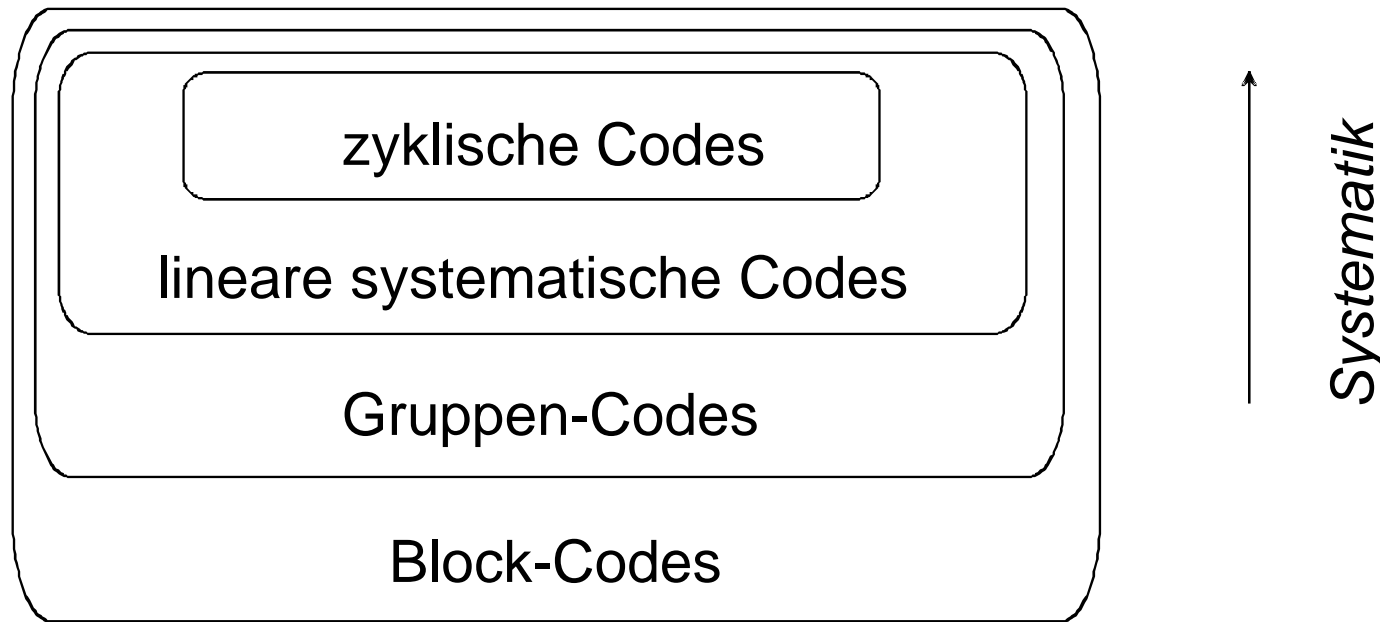 zyklische Codes
lineare systematische Codes
Gruppen-Codes
Block-Codes
Systematik